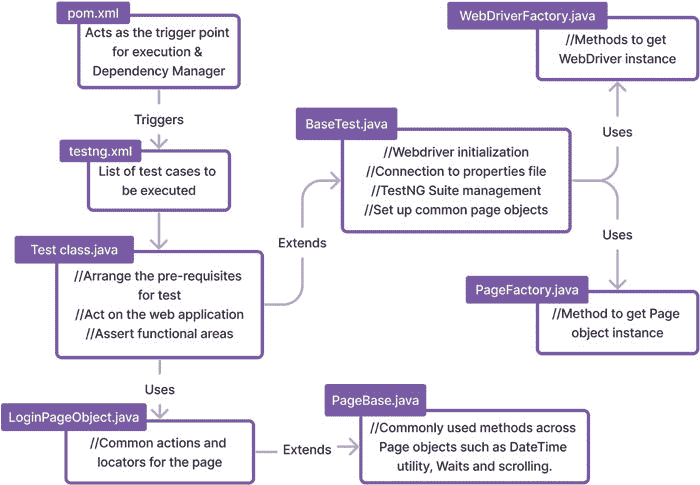 pom.xml
Acts as the trigger point
for execution &
Dependency Manager
Triggers
testng.xml
List of test cases to
be executed
Test class.java
//Arrange the pre-requisites
for test
//Act on the web application
//Assert functional areas
Uses
LoginPageObject.java
//Common actions and
locators for the page
Extends
PageBase.java
//Commonly used methods across
Page objects such as DateTime
utility, Waits and scrolling.
Extends
BaseTest.java
//Webdriver initialization
//Connection to properties file
//TestNG Suite management
//Set up common page objects
Uses
WebDriverFactory.java
//Methods to get
WebDriver instance
Uses
PageFactory.java
//Method to get Page
object instance